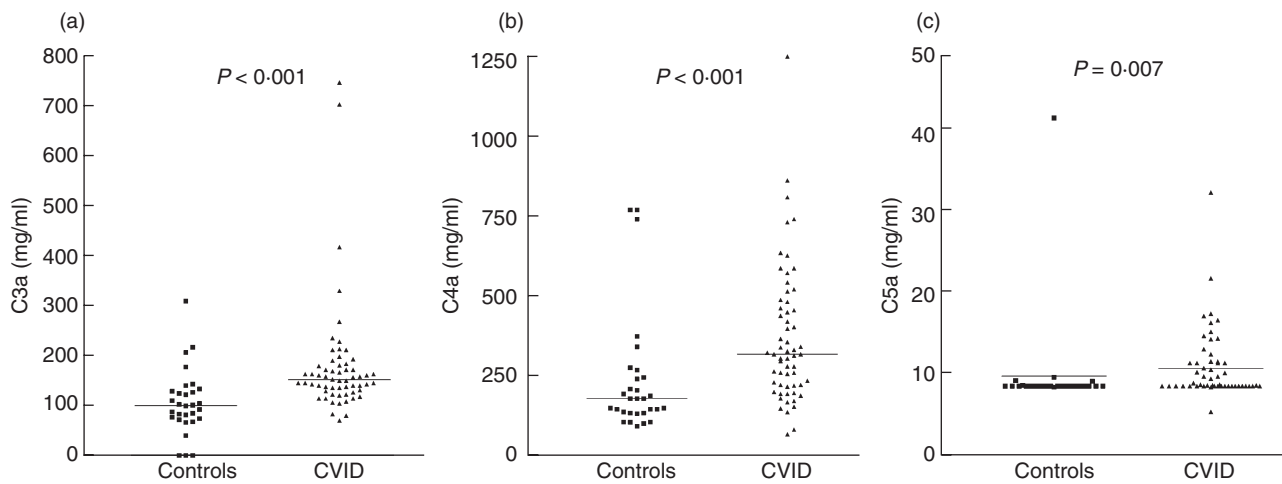 (a)
P < 0·001
C3a (mg/ml)
800
700
600
500
400
300
200
100
0
Controls
CVID
(b)
P < 0·001
C4a (mg/ml)
1250
1000
750
500
250
0
Controls
CVID
(c)
P = 0·007
C5a (mg/ml)
50
40
30
20
10
0
Controls
CVID